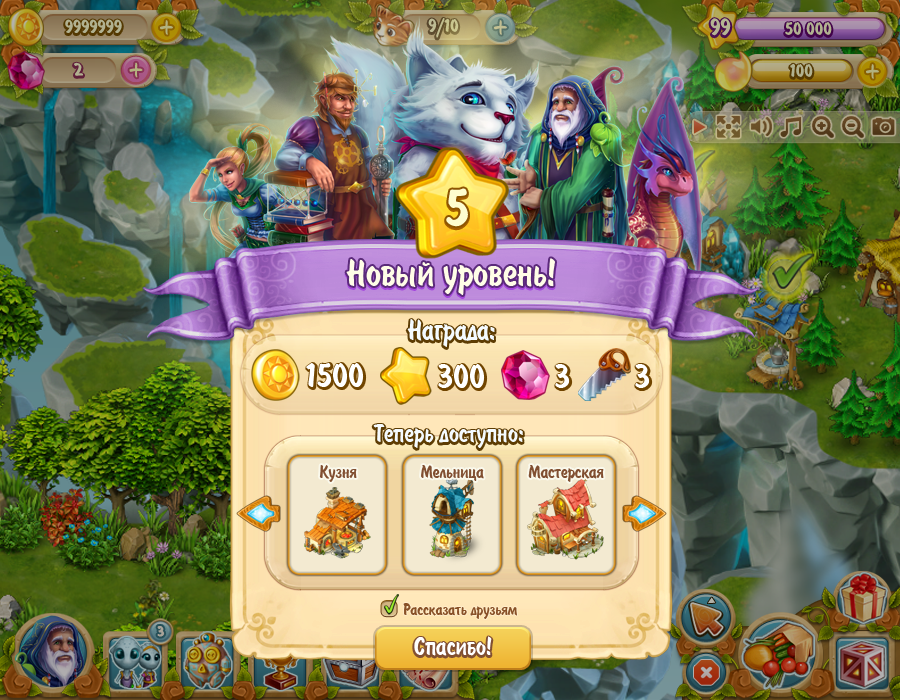 9999999
9/10
99
50 000
2
100
5
Новый уровень!
Награда:
1500
300
3
3
Теперь доступно:
Кузня
Мельница
Мастерская
Рассказать друзьям
3
Спасибо!